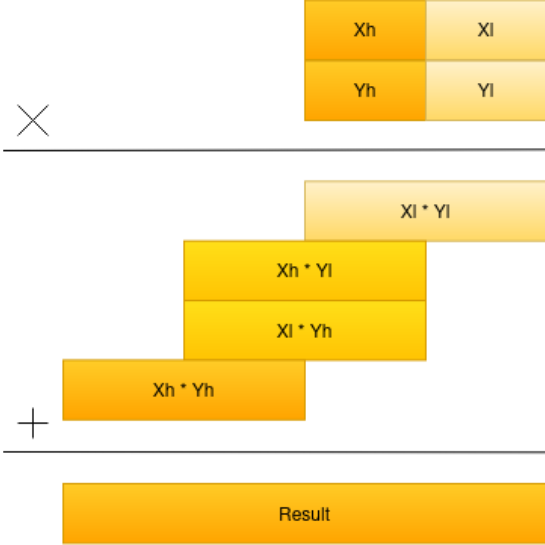 Xh Xl
Yh Yl
×
Xl * Yl
Xh * Yl
Xl * Yh
Xh * Yh
+
Result